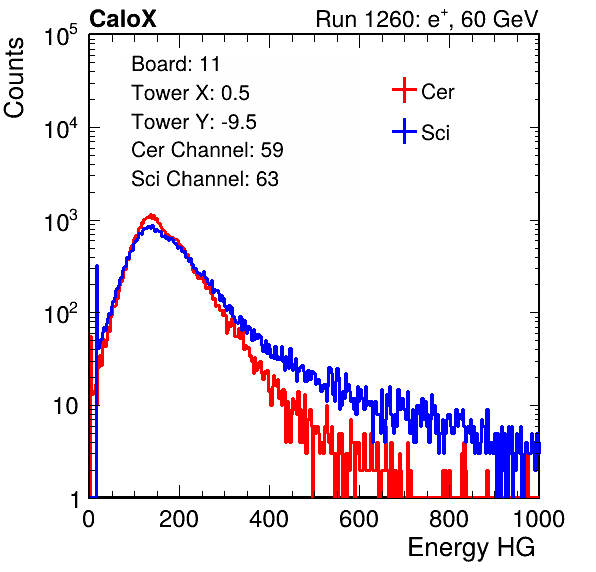 CaloX Run 1260: e⁺, 60 GeV
Counts
10⁵
10⁴
10³
10²
10
1
Board: 11
Tower X: 0.5
Tower Y: -9.5
Cer Channel: 59
Sci Channel: 63
Cer
Sci
0 200 400 600 800 1000
Energy HG